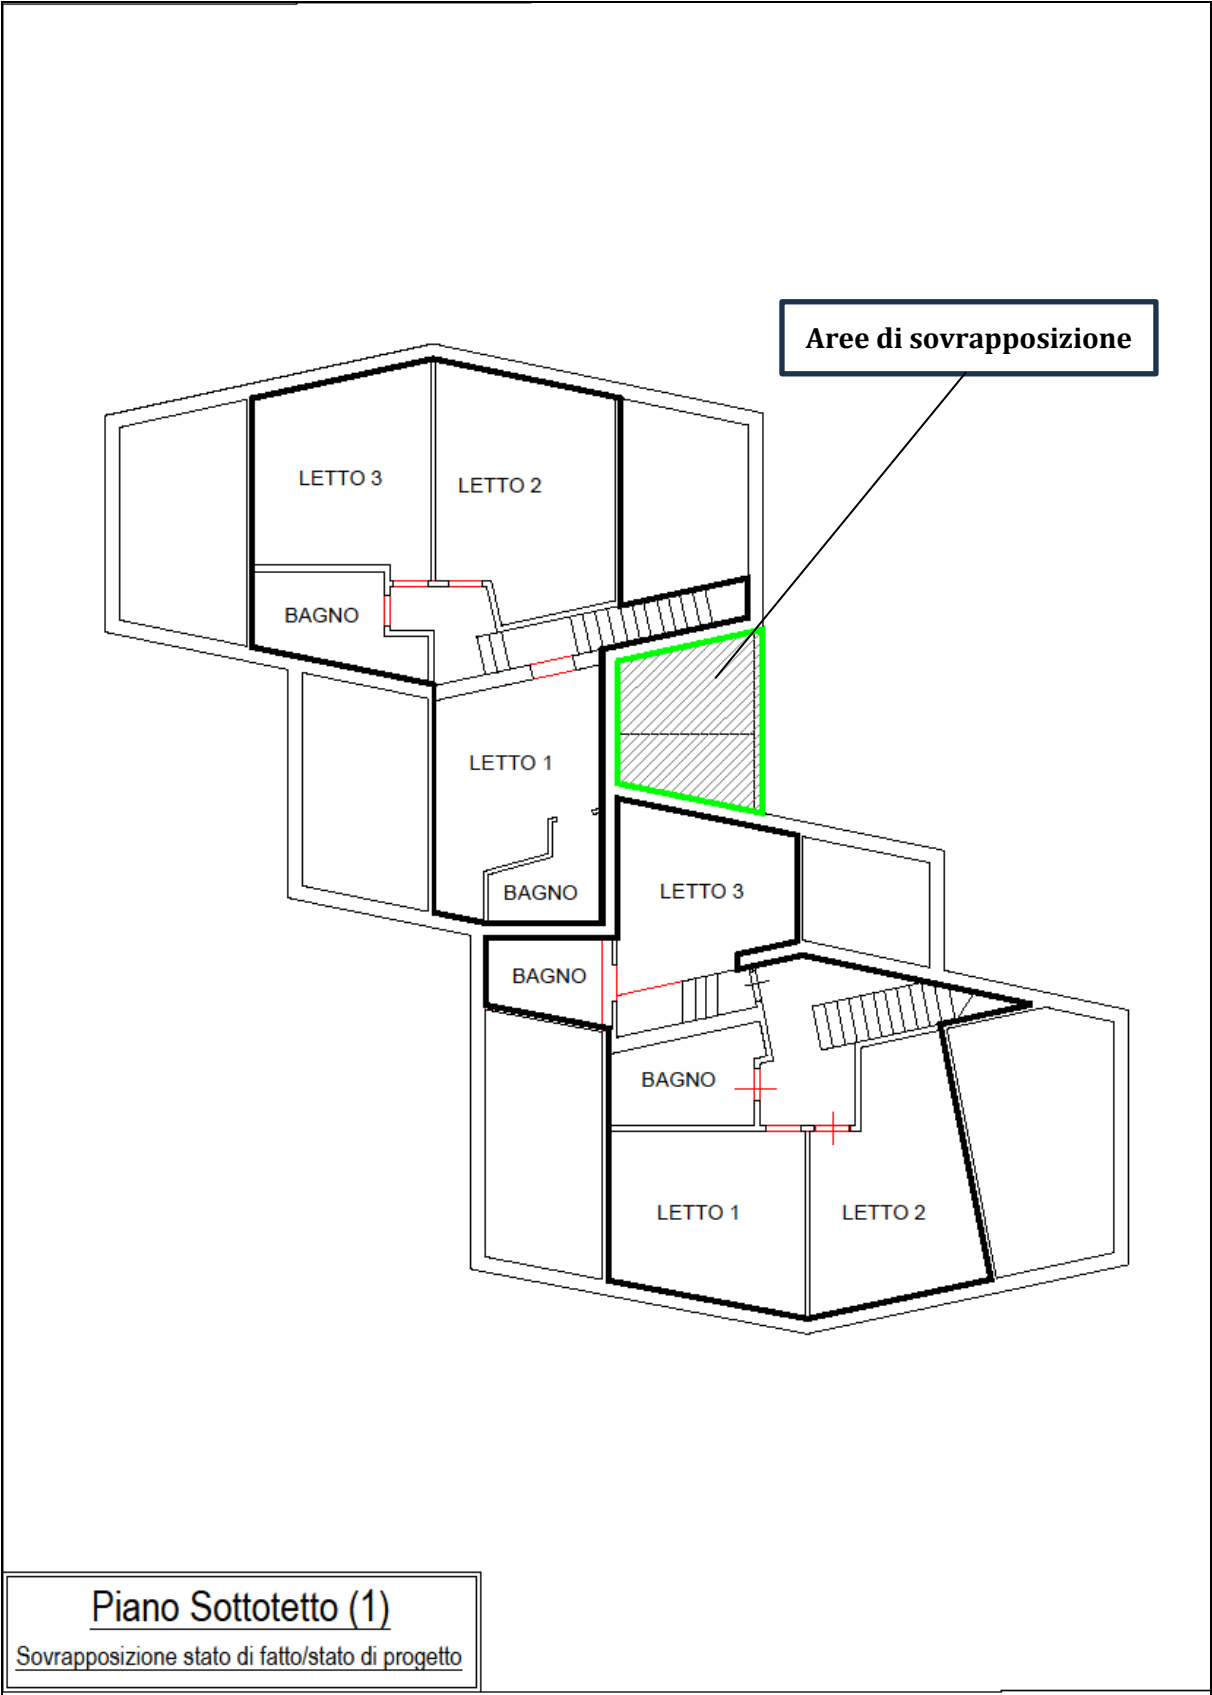 Aree di sovrapposizione
LETTO 3
LETTO 2
BAGNO
LETTO 1
BAGNO
LETTO 3
BAGNO
BAGNO
LETTO 1
LETTO 2
Piano Sottotetto (1)
Sovrapposizione stato di fatto/stato di progetto